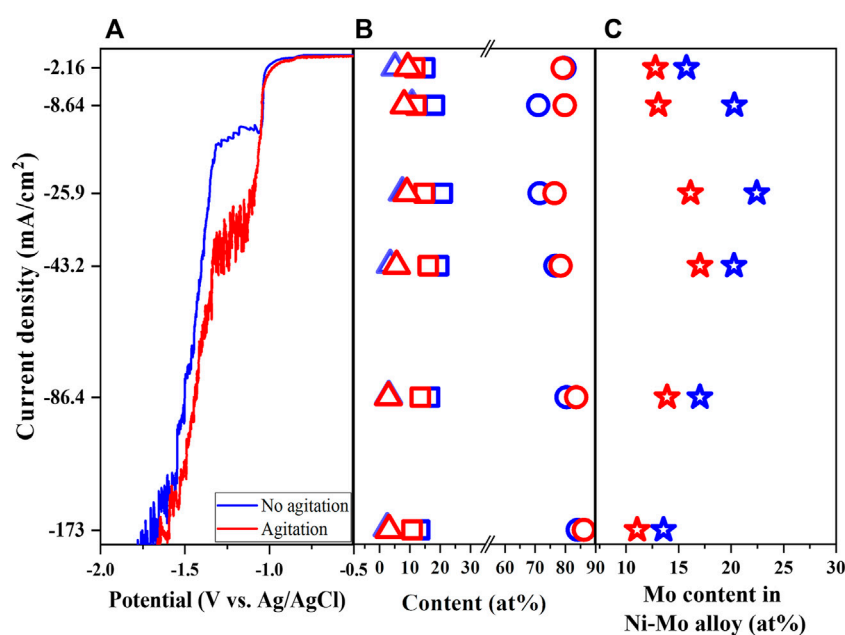 A
B
C
Current density (mA/cm²)
-2.16
-8.64
-25.9
-43.2
-86.4
-173
No agitation
Agitation
-2.0 -1.5 -1.0 -0.5
0 10 20 30 60 70 80 90
10 15 20 25 30
Potential (V vs. Ag/AgCl)
Content (at%)
Mo content in
Ni-Mo alloy (at%)